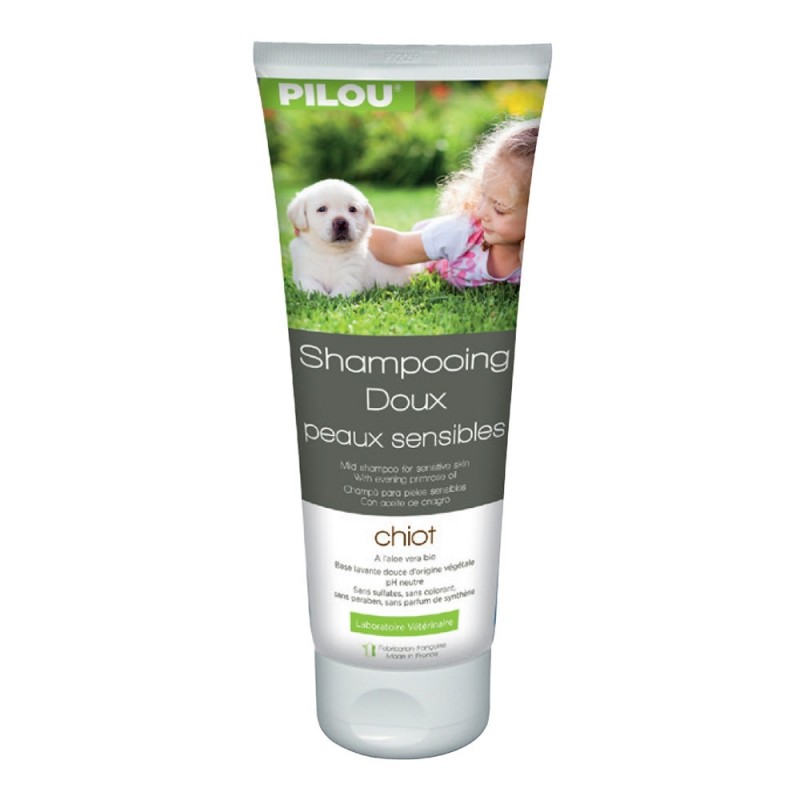 PILOU®
Shampooing
Doux
peaux sensibles
Mild shampoo for sensitive skin
With evening primrose oil
Champú para pieles sensibles
Con aceite de onagra
chiot
A l'aloe vera bio
Base lavante douce d'origine végétale
pH neutre
Sans sulfates, sans colorant,
sans paraben, sans parfum de synthène
Laboratoire Vétérinaire
Fabrication française
Made in France